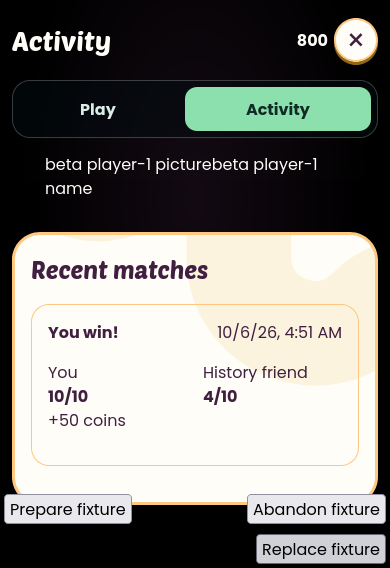 Activity
800 ×
Play
Activity
beta player-1 picturebeta player-1
name
Recent matches
You win!
10/6/26, 4:51 AM
You
History friend
10/10
4/10
+50 coins
Prepare fixture
Abandon fixture
Replace fixture